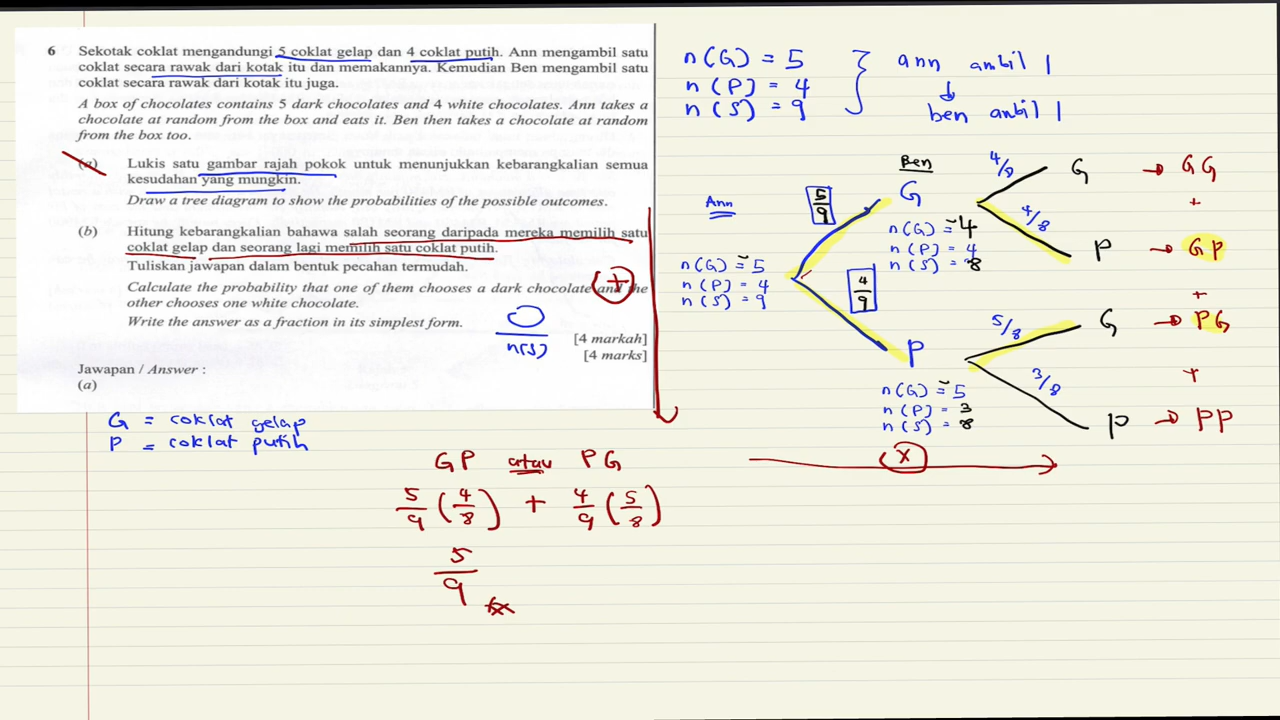 6 Sekotak coklat mengandungi 5 coklat gelap dan 4 coklat putih. Ann mengambil satu
coklat secara rawak dari kotak itu dan memakannya. Kemudian Ben mengambil satu
coklat secara rawak dari kotak itu juga.
A box of chocolates contains 5 dark chocolates and 4 white chocolates. Ann takes a
chocolate at random from the box and eats it. Ben then takes a chocolate at random
from the box too.
(a) Lukis satu gambar rajah pokok untuk menunjukkan kebarangkalian semua
kesudahan yang mungkin.
Draw a tree diagram to show the probabilities of the possible outcomes.
(b) Hitung kebarangkalian bahawa salah seorang daripada mereka memilih satu
coklat gelap dan seorang lagi memilih satu coklat putih.
Tuliskan jawapan dalam bentuk pecahan termudah.
Calculate the probability that one of them chooses a dark chocolate and the
other chooses one white chocolate.
Write the answer as a fraction in its simplest form.
[4 markah]
[4 marks]
n(S)
+
Jawapan / Answer :
(a)
G = coklat gelap
P = coklat putih
n(G) = 5
n(P) = 4
n(S) = 9
ann ambil 1
↓
ben ambil 1
Ann
n(G) = 5
n(P) = 4
n(S) = 9
5/9
4/9
Ben
G
n(G) = 4
n(P) = 4
n(S) = 8
P
n(G) = 5
n(P) = 3
n(S) = 8
4/8 G → GG
+
4/8 P → GP
+
5/8 G → PG
+
3/8 P → PP
x
GP atau PG
5/9 (4/8) + 4/9 (5/8)
5/9